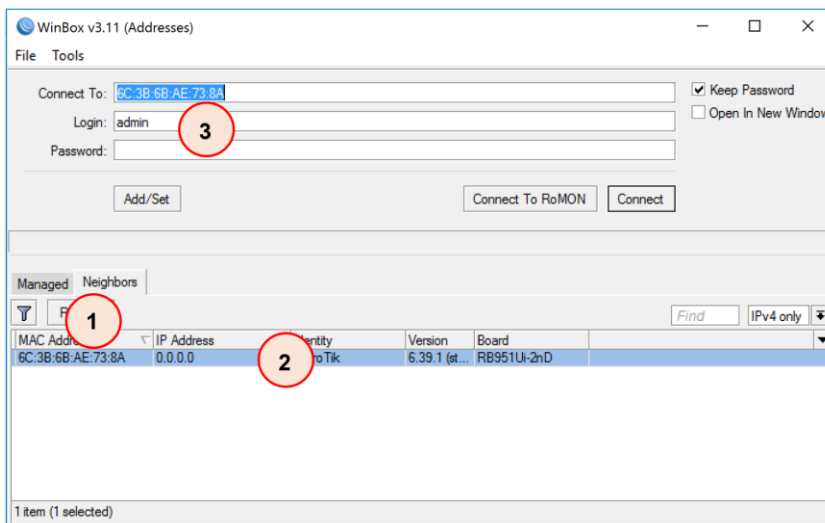 WinBox v3.11 (Addresses)
File Tools
Connect To: 6C:3B:6B:AE:73:8A
Keep Password
Login: admin
3
Open In New Window
Password:
Add/Set
Connect To RoMON
Connect
Managed Neighbors
1
Find
IPv4 only
MAC IP Address Version Board
6C:3B:6B:AE:73:8A 0.0.0.0 2 6.39.1 (st... RB951Ui-2nD
1 item (1 selected)